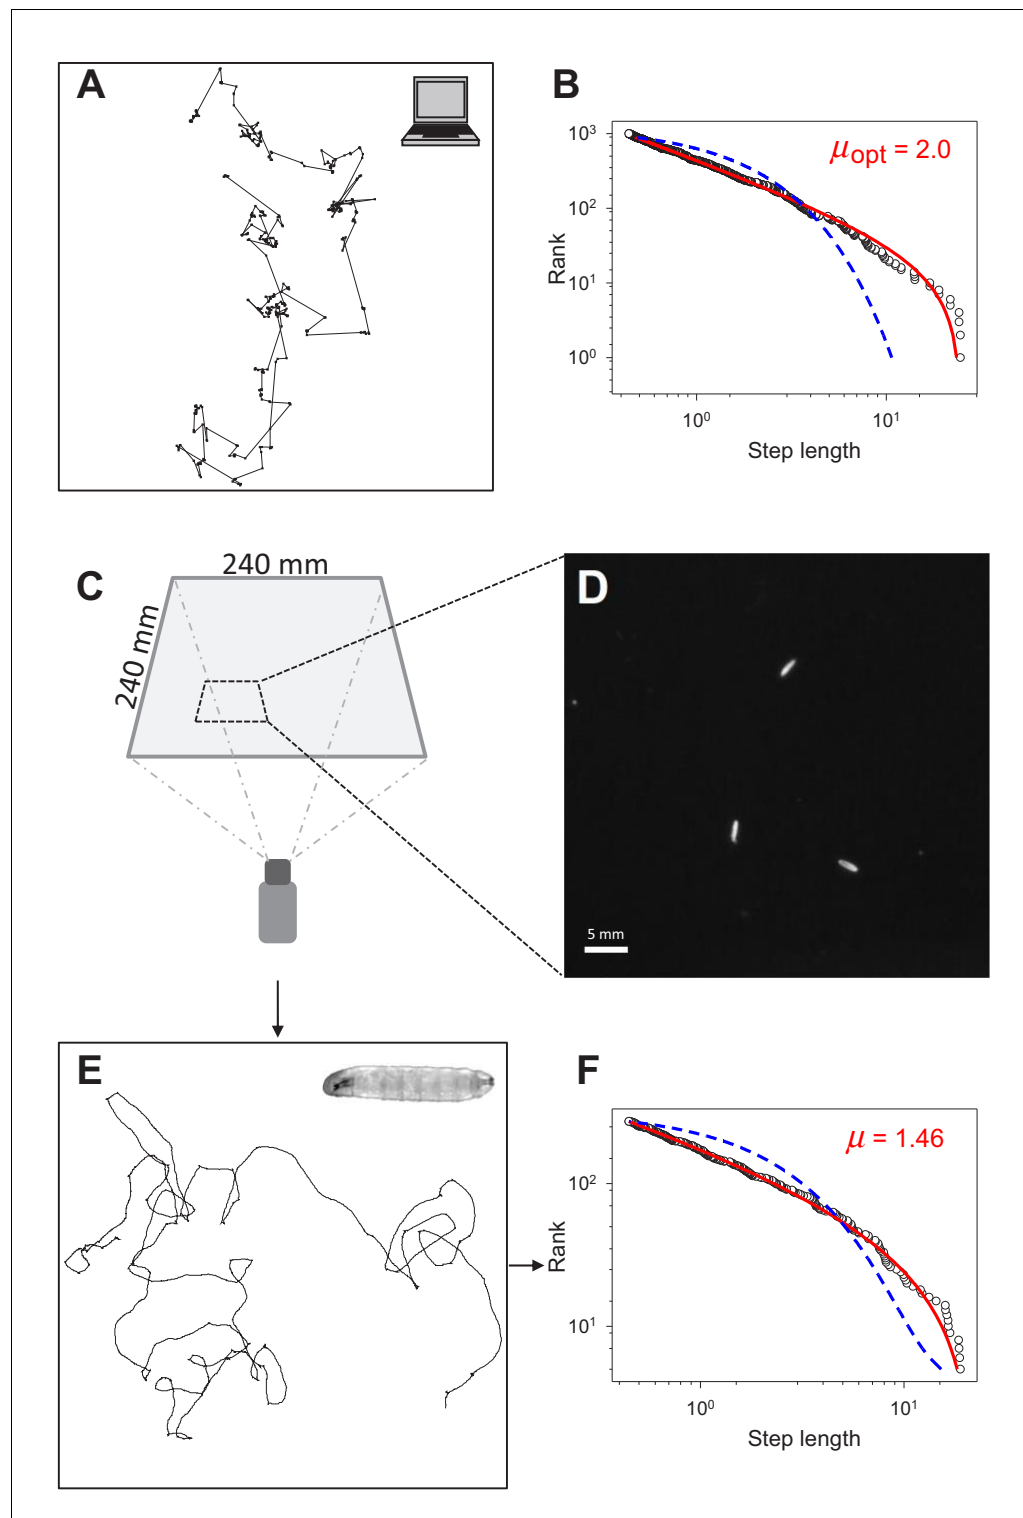 A
B
10³
10²
10¹
10⁰
Rank
μopt = 2.0
10⁰ 10¹
Step length
C
240 mm
240 mm
D
5 mm
E
F
10²
10¹
Rank
μ = 1.46
10⁰ 10¹
Step length